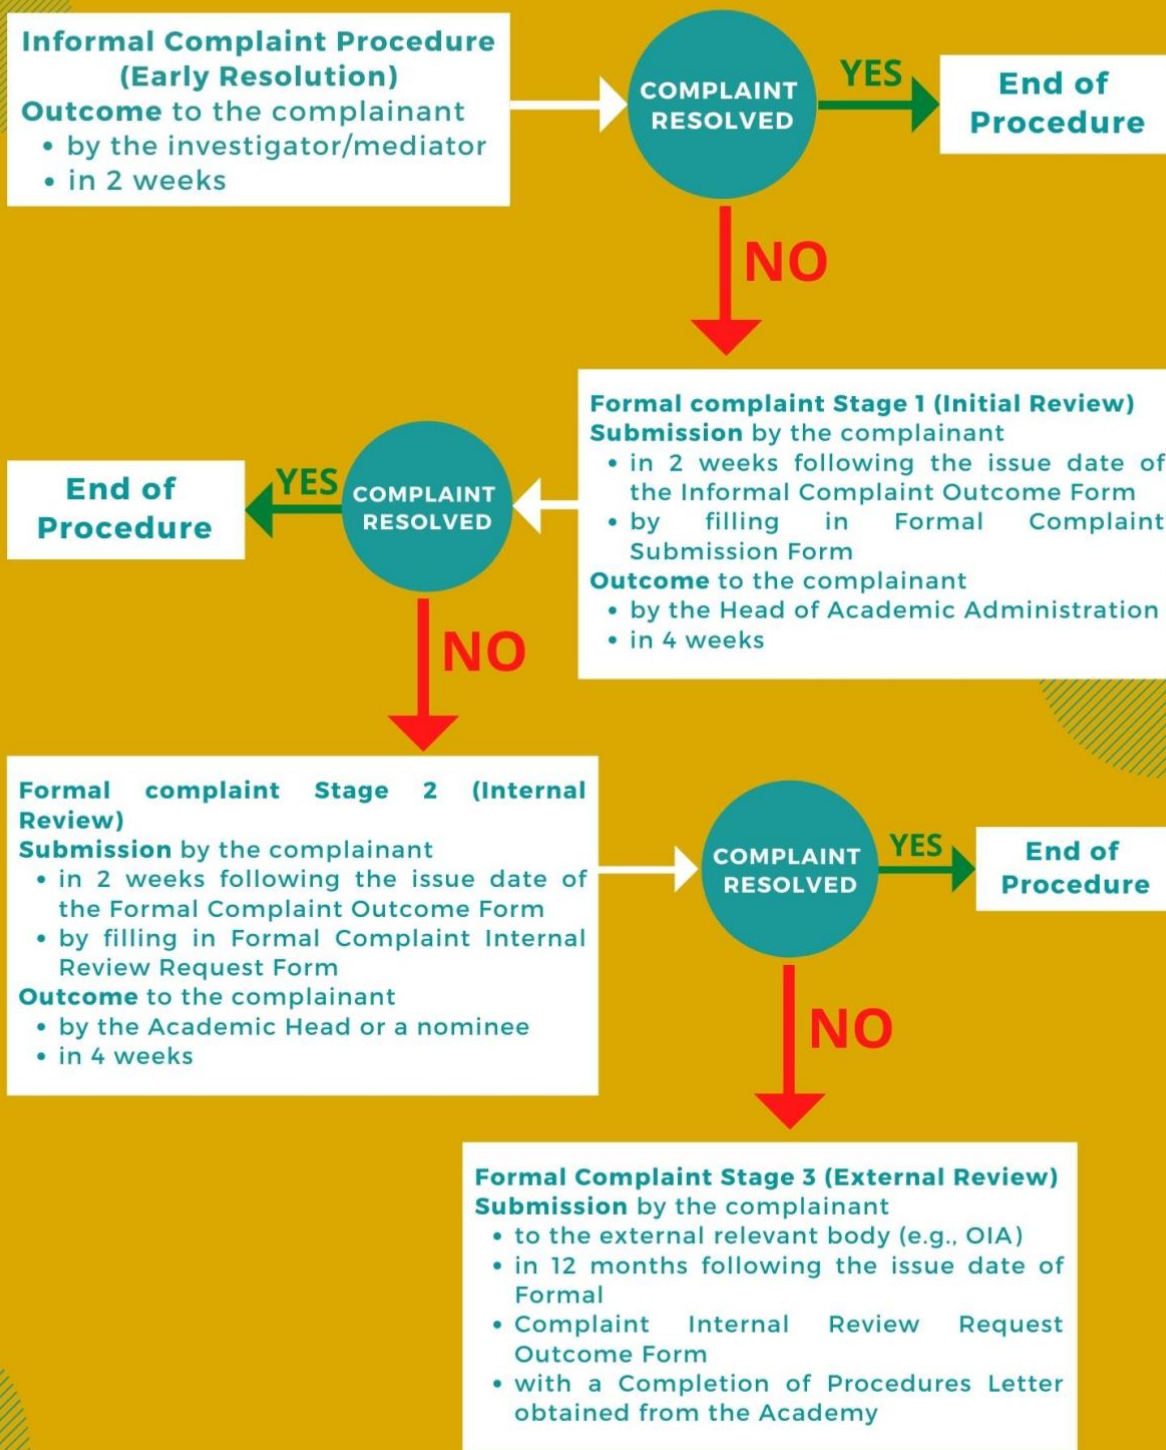 Informal Complaint Procedure
(Early Resolution)
Outcome to the complainant
• by the investigator/mediator
• in 2 weeks
COMPLAINT
RESOLVED
YES
End of
Procedure
NO
Formal complaint Stage 1 (Initial Review)
Submission by the complainant
• in 2 weeks following the issue date of
the Informal Complaint Outcome Form
• by filling in Formal Complaint
Submission Form
Outcome to the complainant
• by the Head of Academic Administration
• in 4 weeks
COMPLAINT
RESOLVED
YES
End of
Procedure
NO
Formal complaint Stage 2 (Internal
Review)
Submission by the complainant
• in 2 weeks following the issue date of
the Formal Complaint Outcome Form
• by filling in Formal Complaint Internal
Review Request Form
Outcome to the complainant
• by the Academic Head or a nominee
• in 4 weeks
COMPLAINT
RESOLVED
YES
End of
Procedure
NO
Formal Complaint Stage 3 (External Review)
Submission by the complainant
• to the external relevant body (e.g., OIA)
• in 12 months following the issue date of
Formal
• Complaint Internal Review Request
Outcome Form
• with a Completion of Procedures Letter
obtained from the Academy